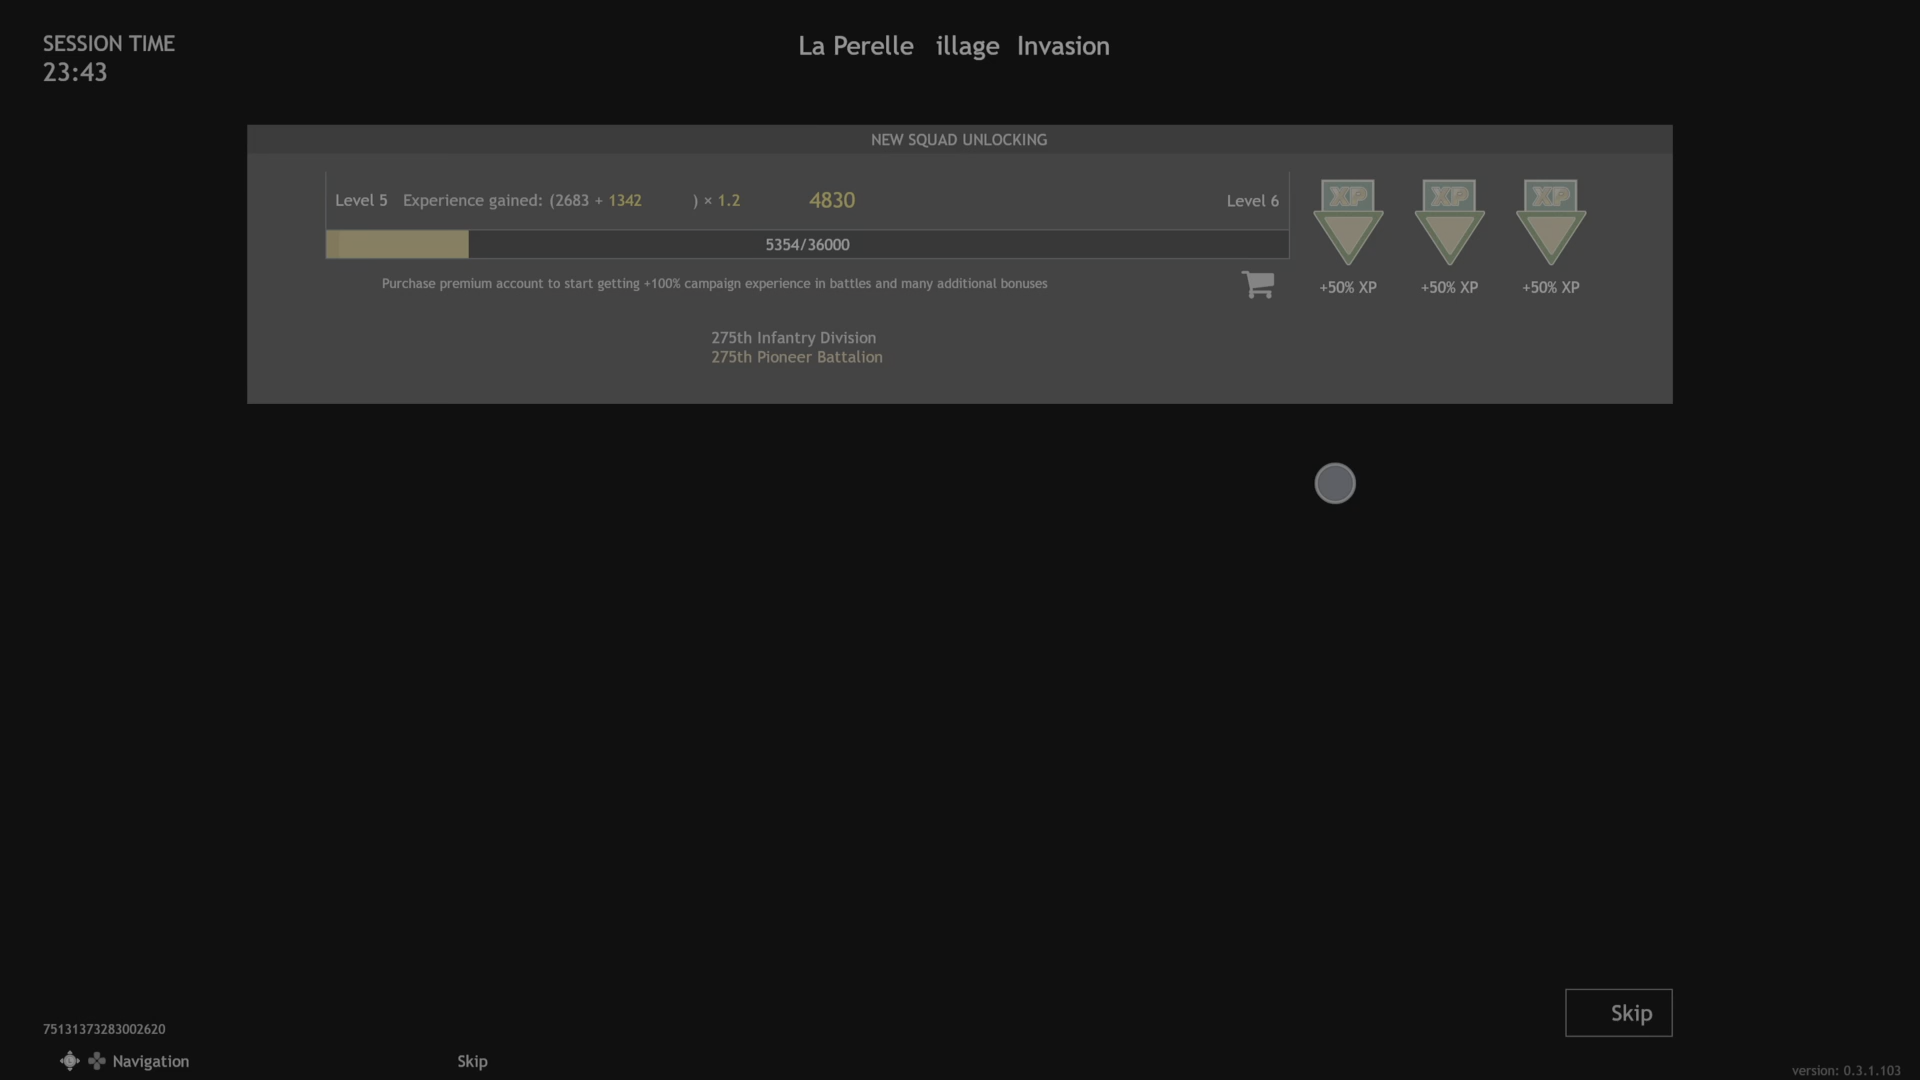 SESSION TIME
23:43
La Perelle illage Invasion
NEW SQUAD UNLOCKING
Level 5 Experience gained: (2683 + 1342 ) × 1.2 4830 Level 6
5354/36000
XP XP XP
Purchase premium account to start getting +100% campaign experience in battles and many additional bonuses
+50% XP +50% XP +50% XP
275th Infantry Division
275th Pioneer Battalion
Skip
75131373283002620
Navigation Skip
version: 0.3.1.103